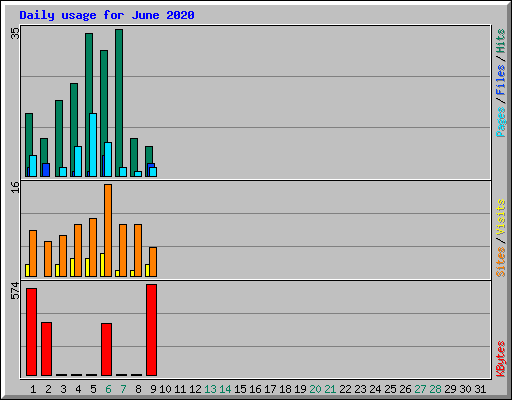 Daily usage for June 2020
35
16
574
Pages / Files / Hits
Sites / Visits
KBytes
1 2 3 4 5 6 7 8 9 10 11 12 13 14 15 16 17 18 19 20 21 22 23 24 25 26 27 28 29 30 31